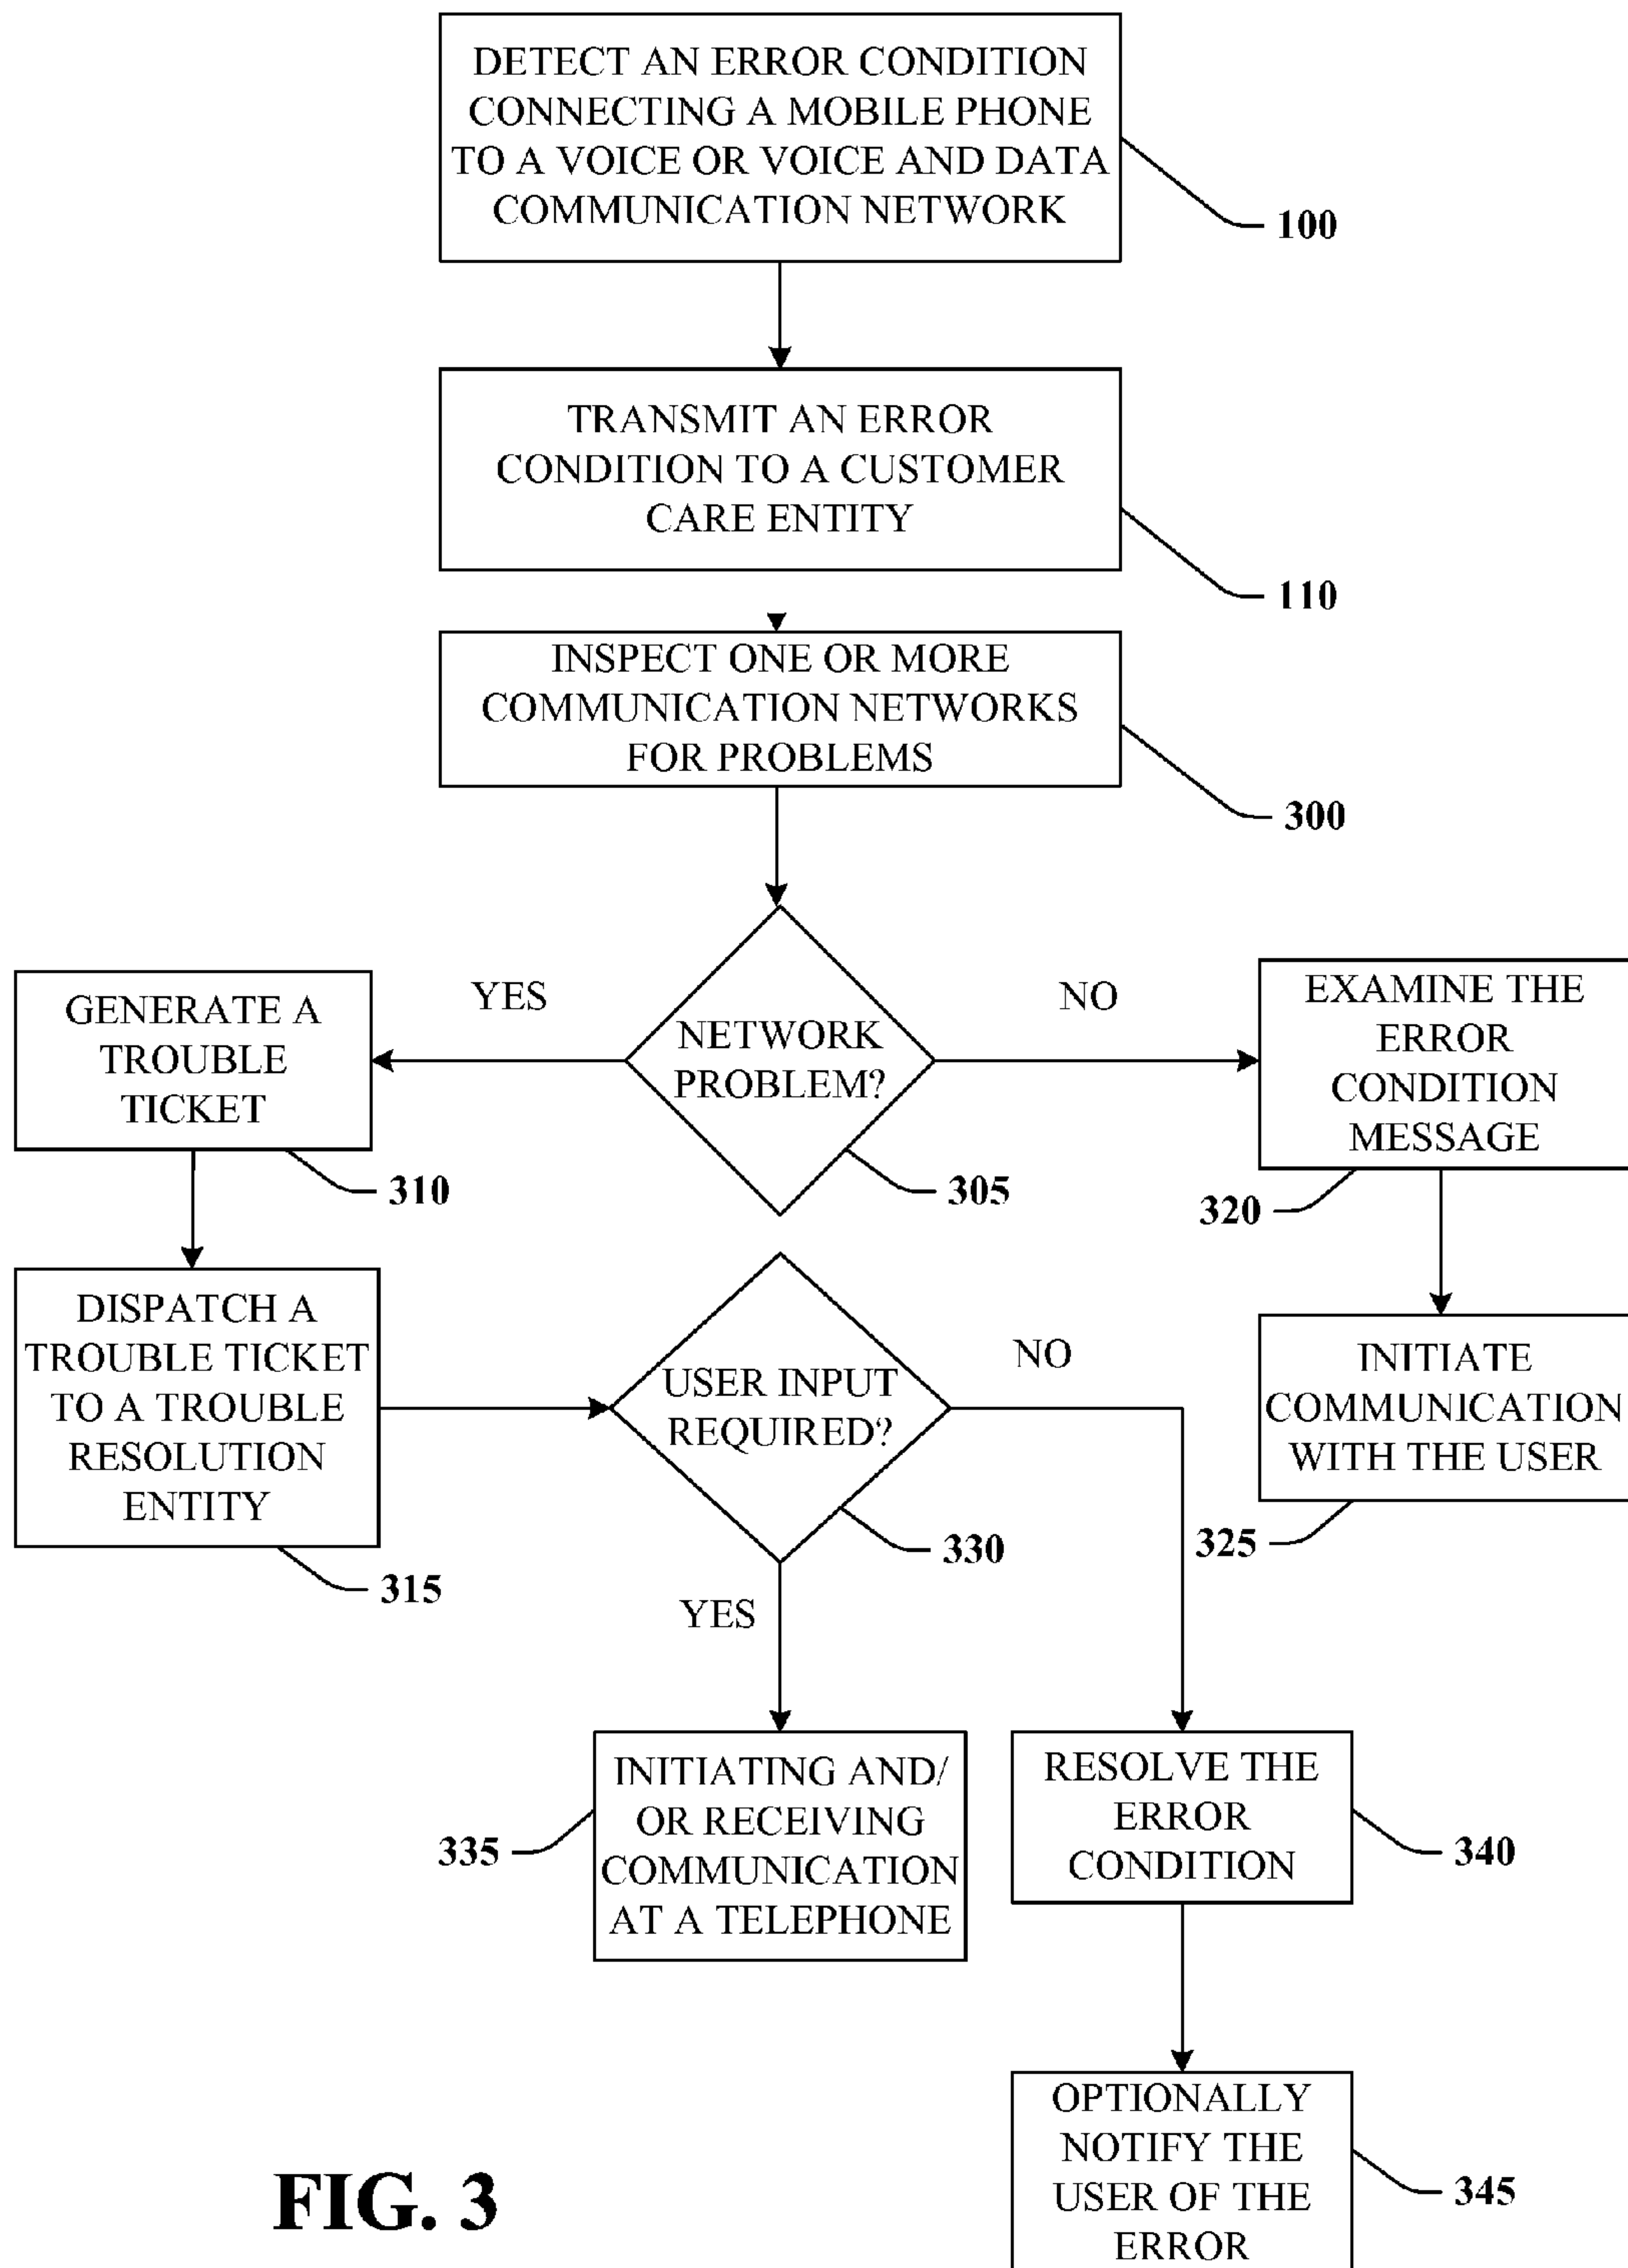 DETECT AN ERROR CONDITION
CONNECTING A MOBILE PHONE
TO A VOICE OR VOICE AND DATA
COMMUNICATION NETWORK
100
TRANSMIT AN ERROR
CONDITION TO A CUSTOMER
CARE ENTITY
110
INSPECT ONE OR MORE
COMMUNICATION NETWORKS
FOR PROBLEMS
300
NETWORK
PROBLEM?
305
YES
NO
GENERATE A
TROUBLE
TICKET
310
EXAMINE THE
ERROR
CONDITION
MESSAGE
320
DISPATCH A
TROUBLE TICKET
TO A TROUBLE
RESOLUTION
ENTITY
315
USER INPUT
REQUIRED?
330
NO
YES
INITIATE
COMMUNICATION
WITH THE USER
325
INITIATING AND/
OR RECEIVING
COMMUNICATION
AT A TELEPHONE
335
RESOLVE THE
ERROR
CONDITION
340
OPTIONALLY
NOTIFY THE
USER OF THE
ERROR
345
FIG. 3